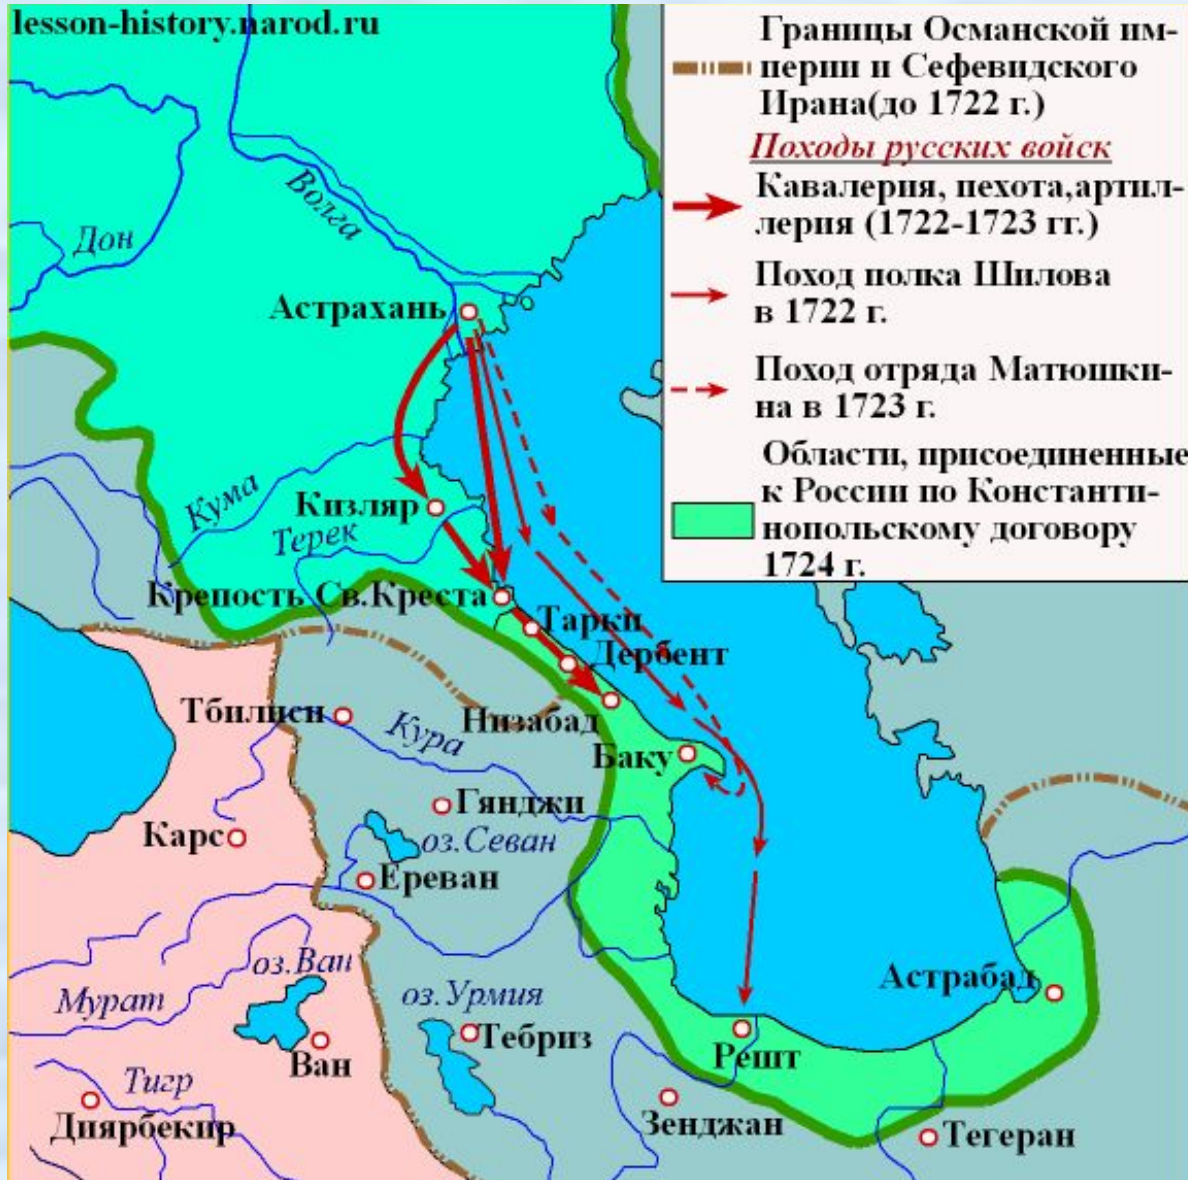 lesson-history.narod.ru
Границы Османской им-
перии и Сефевидского
Ирана(до 1722 г.)
Походы русских войск
Кавалерия, пехота,артил-
лерия (1722-1723 гг.)
Поход полка Шилова
в 1722 г.
Поход отряда Матюшки-
на в 1723 г.
Области, присоединенные
к России по Константи-
нопольскому договору
1724 г.
Волга
Дон
Астрахань
Кума
Кизляр
Терек
Крепость Св.Креста
Тарки
Дербент
Тбилиси
Низабад
Кура
Баку
Гянджи
Карс
оз.Севан
Ереван
оз.Ван
Мурат
оз.Урмия
Астрабад
Тебриз
Ван
Решт
Тигр
Диярбекир
Зенджан
Тегеран